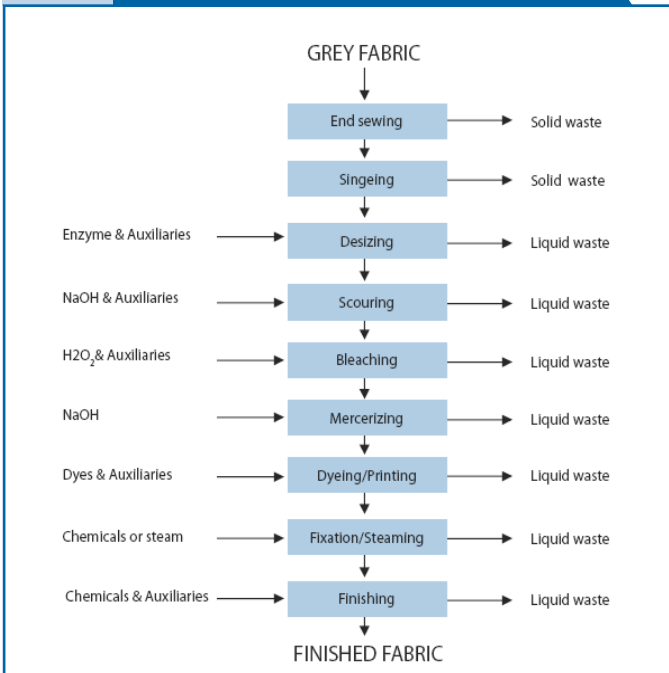 GREY FABRIC
End sewing Solid waste
Singeing Solid waste
Enzyme & Auxiliaries Desizing Liquid waste
NaOH & Auxiliaries Scouring Liquid waste
H2O₂& Auxiliaries Bleaching Liquid waste
NaOH Mercerizing Liquid waste
Dyes & Auxiliaries Dyeing/Printing Liquid waste
Chemicals or steam Fixation/Steaming Liquid waste
Chemicals & Auxiliaries Finishing Liquid waste
FINISHED FABRIC